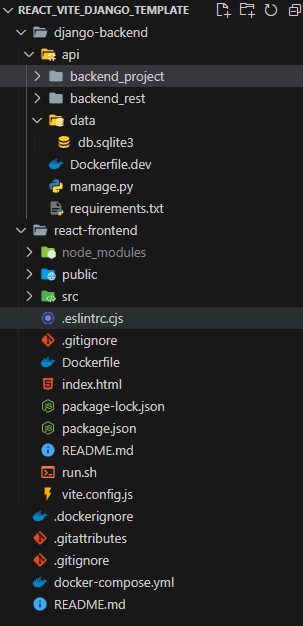 REACT_VITE_DJANGO_TEMPLATE
django-backend
api
backend_project
backend_rest
data
db.sqlite3
Dockerfile.dev
manage.py
requirements.txt
react-frontend
node_modules
public
src
.eslintrc.cjs
.gitignore
Dockerfile
index.html
package-lock.json
package.json
README.md
run.sh
vite.config.js
.dockerignore
.gitattributes
.gitignore
docker-compose.yml
README.md